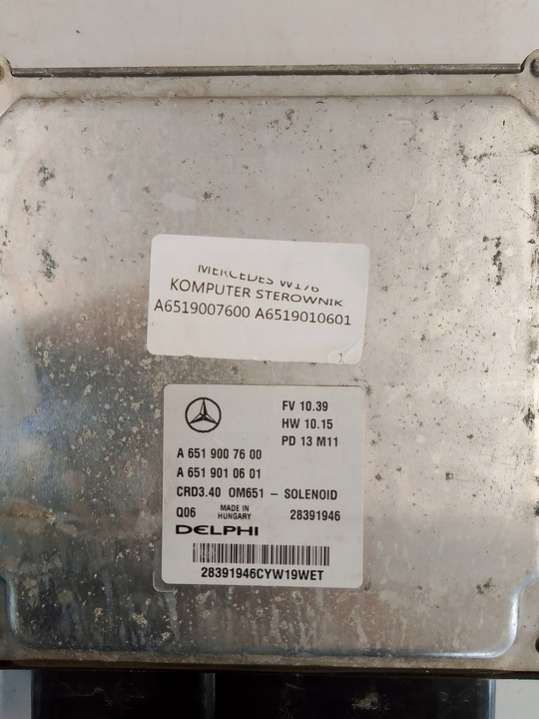 MERCEDES W176
KOMPUTER STEROWNIK
A6519007600 A6519010601
1
FV 10.39
HW 10.15
PD 13 M11
A 651 900 76 00
A 651 901 06 01
CRD3.40 OM651 - SOLENOID
Q06 MADE IN HUNGARY 28391946
DELPHI
28391946CYW19WET